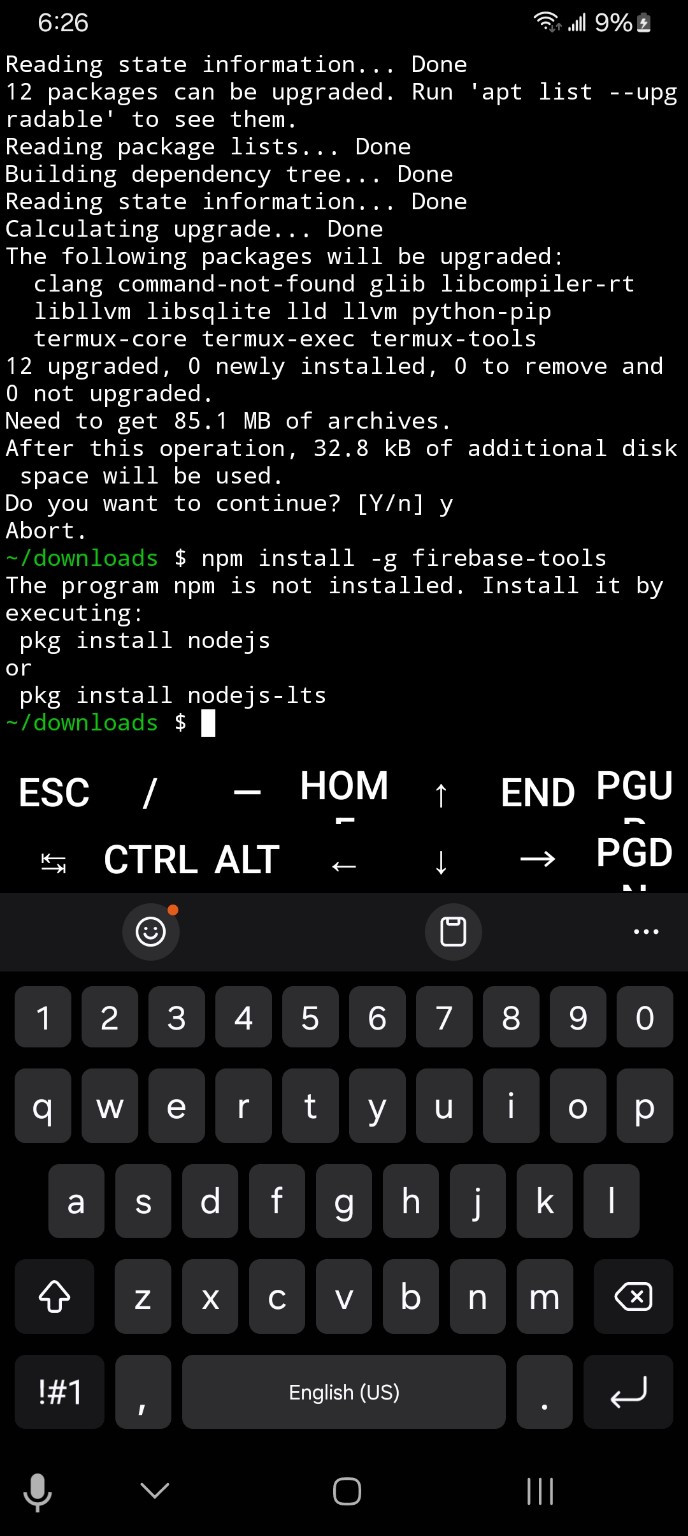 6:26 9%
Reading state information... Done
12 packages can be upgraded. Run 'apt list --upg
radable' to see them.
Reading package lists... Done
Building dependency tree... Done
Reading state information... Done
Calculating upgrade... Done
The following packages will be upgraded:
  clang command-not-found glib libcompiler-rt
  libllvm libsqlite lld llvm python-pip
  termux-core termux-exec termux-tools
12 upgraded, 0 newly installed, 0 to remove and
0 not upgraded.
Need to get 85.1 MB of archives.
After this operation, 32.8 kB of additional disk
 space will be used.
Do you want to continue? [Y/n] y
Abort.
~/downloads $ npm install -g firebase-tools
The program npm is not installed. Install it by
executing:
 pkg install nodejs
or
 pkg install nodejs-lts
~/downloads $
ESC / — HOME ↑ END PGUP
↹ CTRL ALT ← ↓ → PGDN
1 2 3 4 5 6 7 8 9 0
q w e r t y u i o p
a s d f g h j k l
z x c v b n m
!#1 , English (US) .